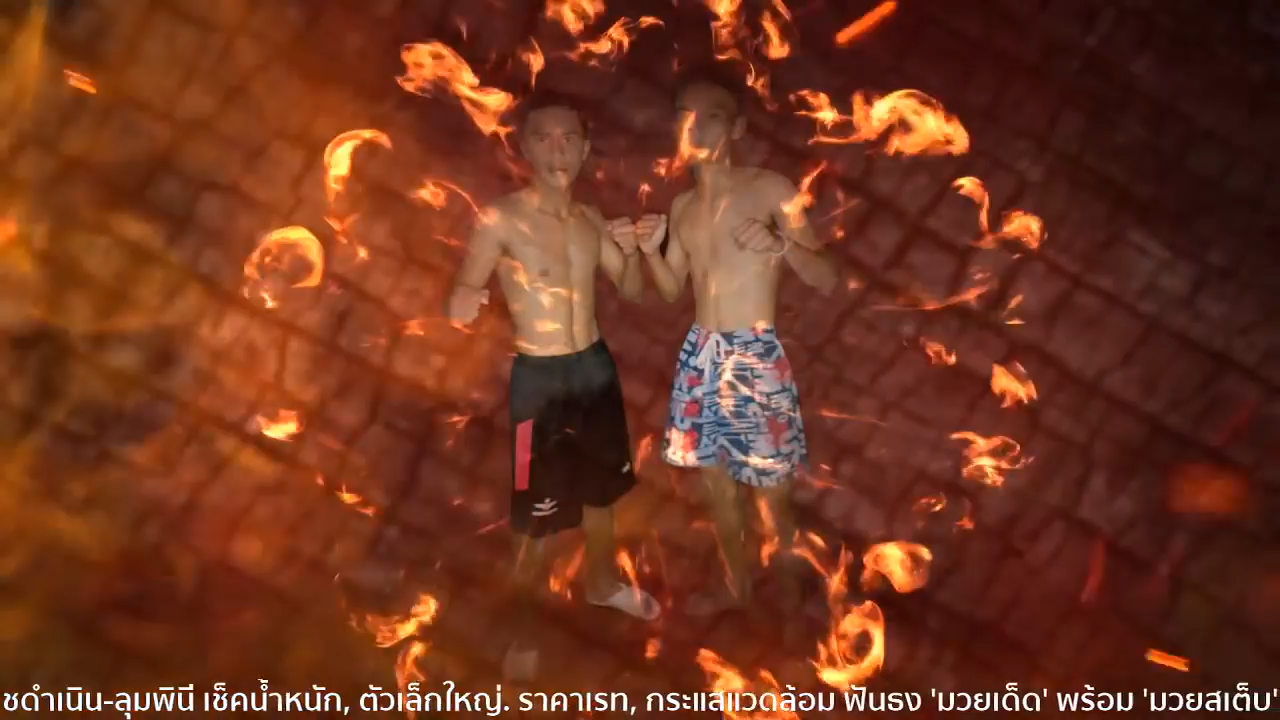 ชดำเนิน-ลุมพินี เช็คน้ำหนัก, ตัวเล็กใหญ่. ราคาเรท, กระแสแวดล้อม ฟันธง 'มวยเด็ด' พร้อม 'มวยสเต็บ'